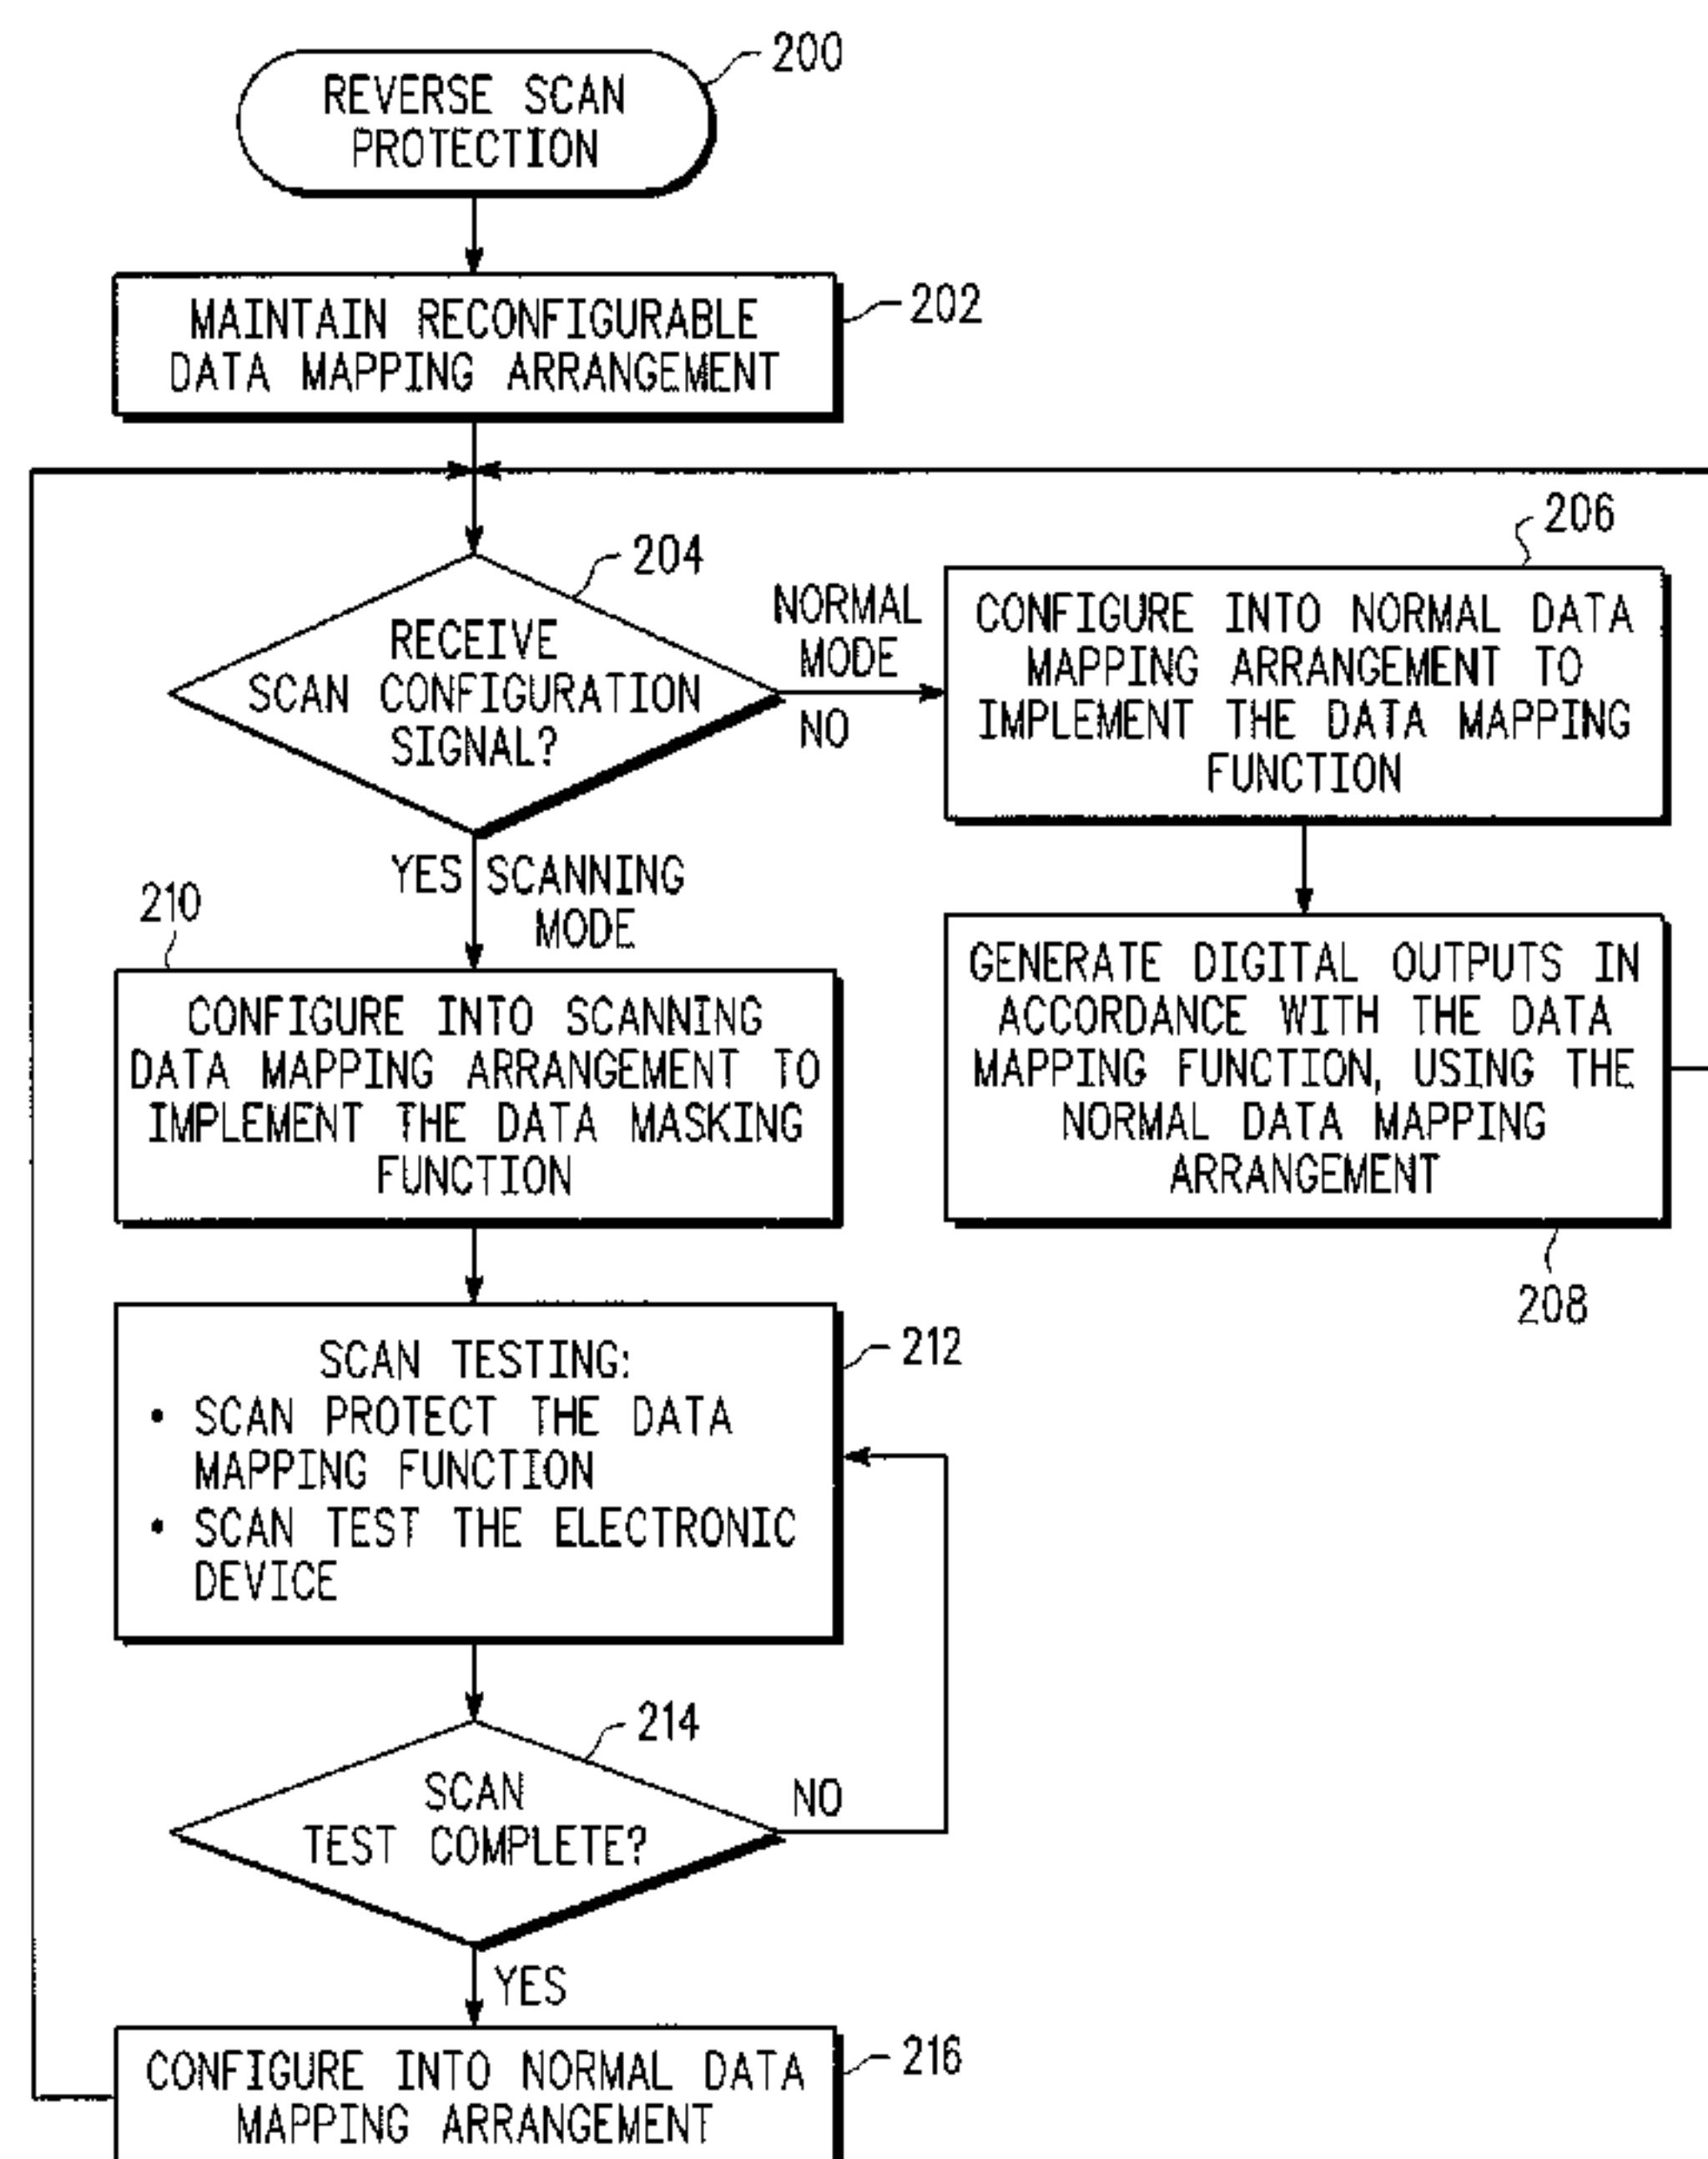 200
REVERSE SCAN
PROTECTION
202
MAINTAIN RECONFIGURABLE
DATA MAPPING ARRANGEMENT
204
RECEIVE
SCAN CONFIGURATION
SIGNAL?
NORMAL
MODE
NO
206
CONFIGURE INTO NORMAL DATA
MAPPING ARRANGEMENT TO
IMPLEMENT THE DATA MAPPING
FUNCTION
YES SCANNING
MODE
208
GENERATE DIGITAL OUTPUTS IN
ACCORDANCE WITH THE DATA
MAPPING FUNCTION, USING THE
NORMAL DATA MAPPING
ARRANGEMENT
210
CONFIGURE INTO SCANNING
DATA MAPPING ARRANGEMENT TO
IMPLEMENT THE DATA MASKING
FUNCTION
212
SCAN TESTING:
• SCAN PROTECT THE DATA
MAPPING FUNCTION
• SCAN TEST THE ELECTRONIC
DEVICE
214
SCAN
TEST COMPLETE?
NO
YES
216
CONFIGURE INTO NORMAL DATA
MAPPING ARRANGEMENT